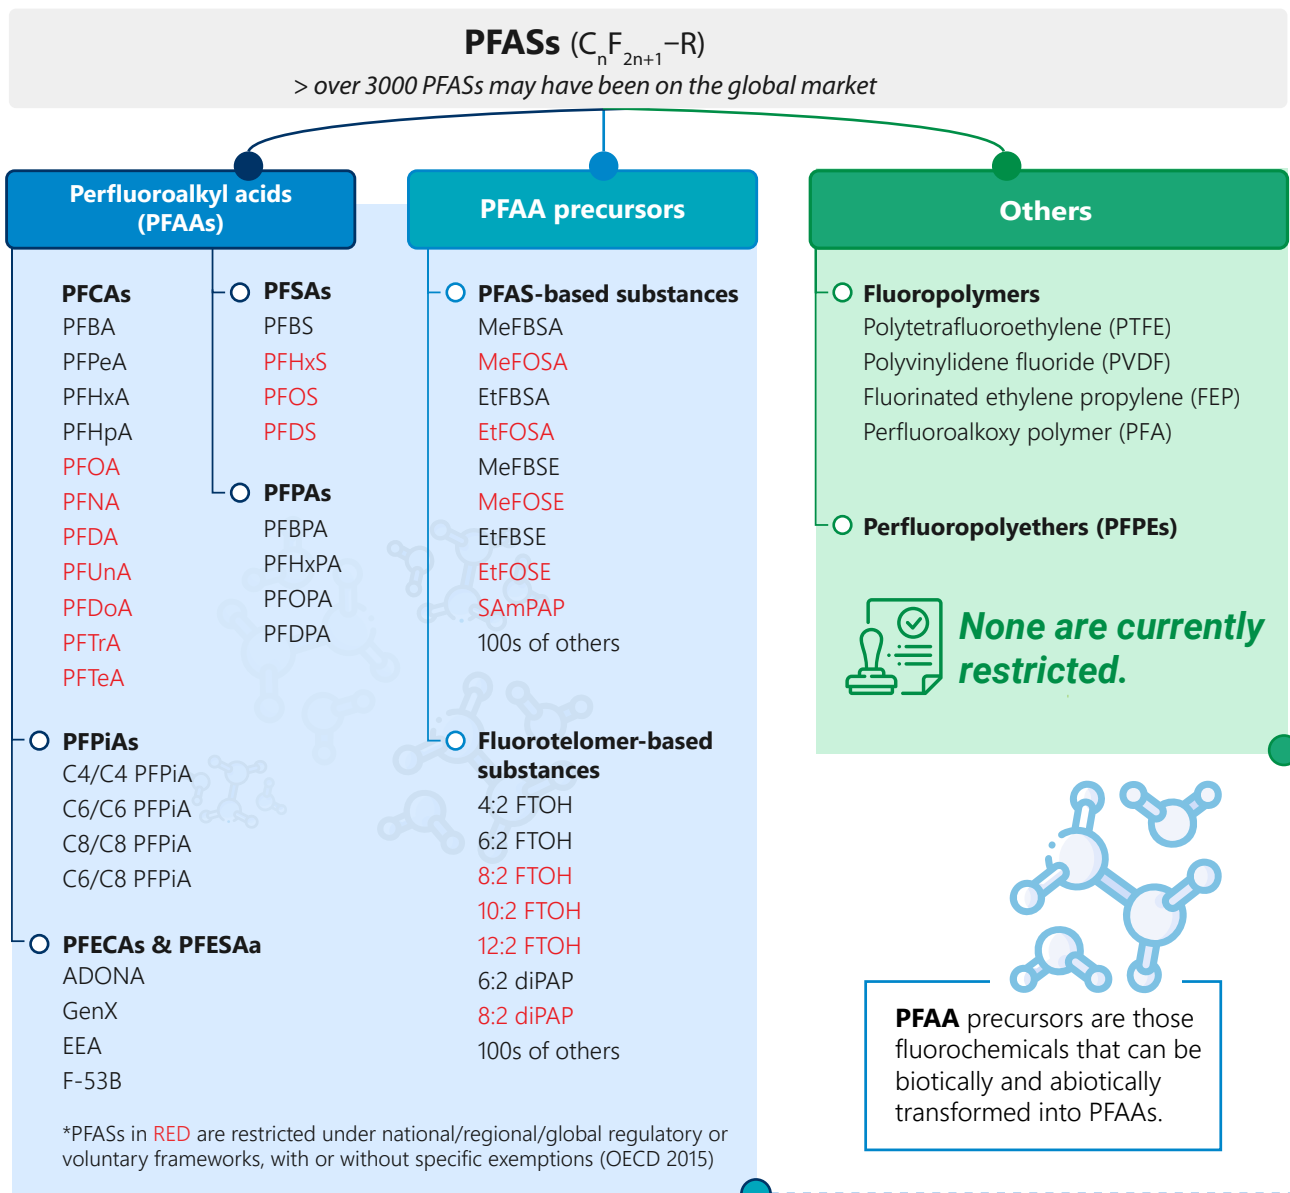 PFASs (CnF2n+1–R)
> over 3000 PFASs may have been on the global market
Perfluoroalkyl acids
(PFAAs)
PFCAs
PFBA
PFPeA
PFHxA
PFHpA
PFOA
PFNA
PFDA
PFUnA
PFDoA
PFTrA
PFTeA
PFSAs
PFBS
PFHxS
PFOS
PFDS
PFPAs
PFBPA
PFHxPA
PFOPA
PFDPA
PFPiAs
C4/C4 PFPiA
C6/C6 PFPiA
C8/C8 PFPiA
C6/C8 PFPiA
PFECAs & PFESAa
ADONA
GenX
EEA
F-53B
PFAA precursors
PFAS-based substances
MeFBSA
MeFOSA
EtFBSA
EtFOSA
MeFBSE
MeFOSE
EtFBSE
EtFOSE
SAmPAP
100s of others
Fluorotelomer-based
substances
4:2 FTOH
6:2 FTOH
8:2 FTOH
10:2 FTOH
12:2 FTOH
6:2 diPAP
8:2 diPAP
100s of others
*PFASs in RED are restricted under national/regional/global regulatory or
voluntary frameworks, with or without specific exemptions (OECD 2015)
Others
Fluoropolymers
Polytetrafluoroethylene (PTFE)
Polyvinylidene fluoride (PVDF)
Fluorinated ethylene propylene (FEP)
Perfluoroalkoxy polymer (PFA)
Perfluoropolyethers (PFPEs)
None are currently
restricted.
PFAA precursors are those
fluorochemicals that can be
biotically and abiotically
transformed into PFAAs.